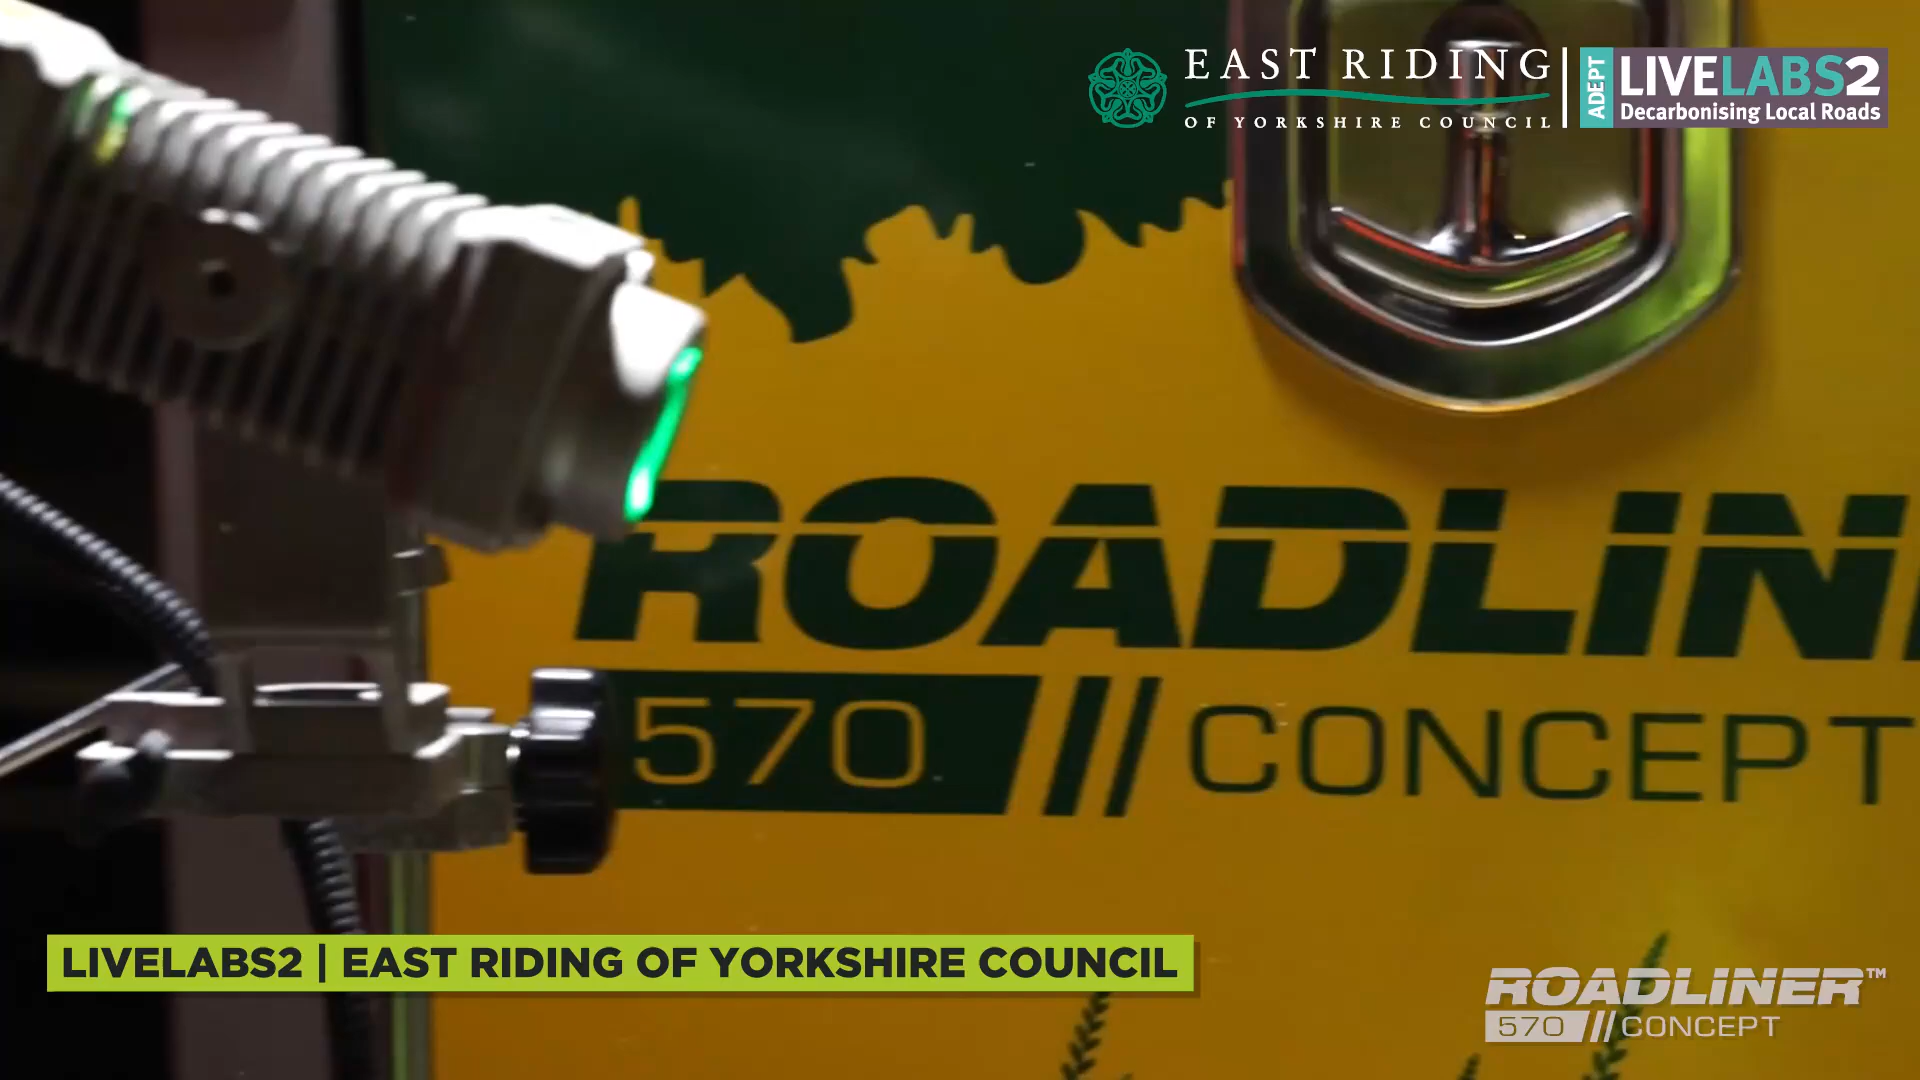 EAST RIDING
OF YORKSHIRE COUNCIL
ADEPT
LIVELABS2
Decarbonising Local Roads
ROADLIN
570 // CONCEPT
LIVELABS2 | EAST RIDING OF YORKSHIRE COUNCIL
ROADLINER™
570 // CONCEPT